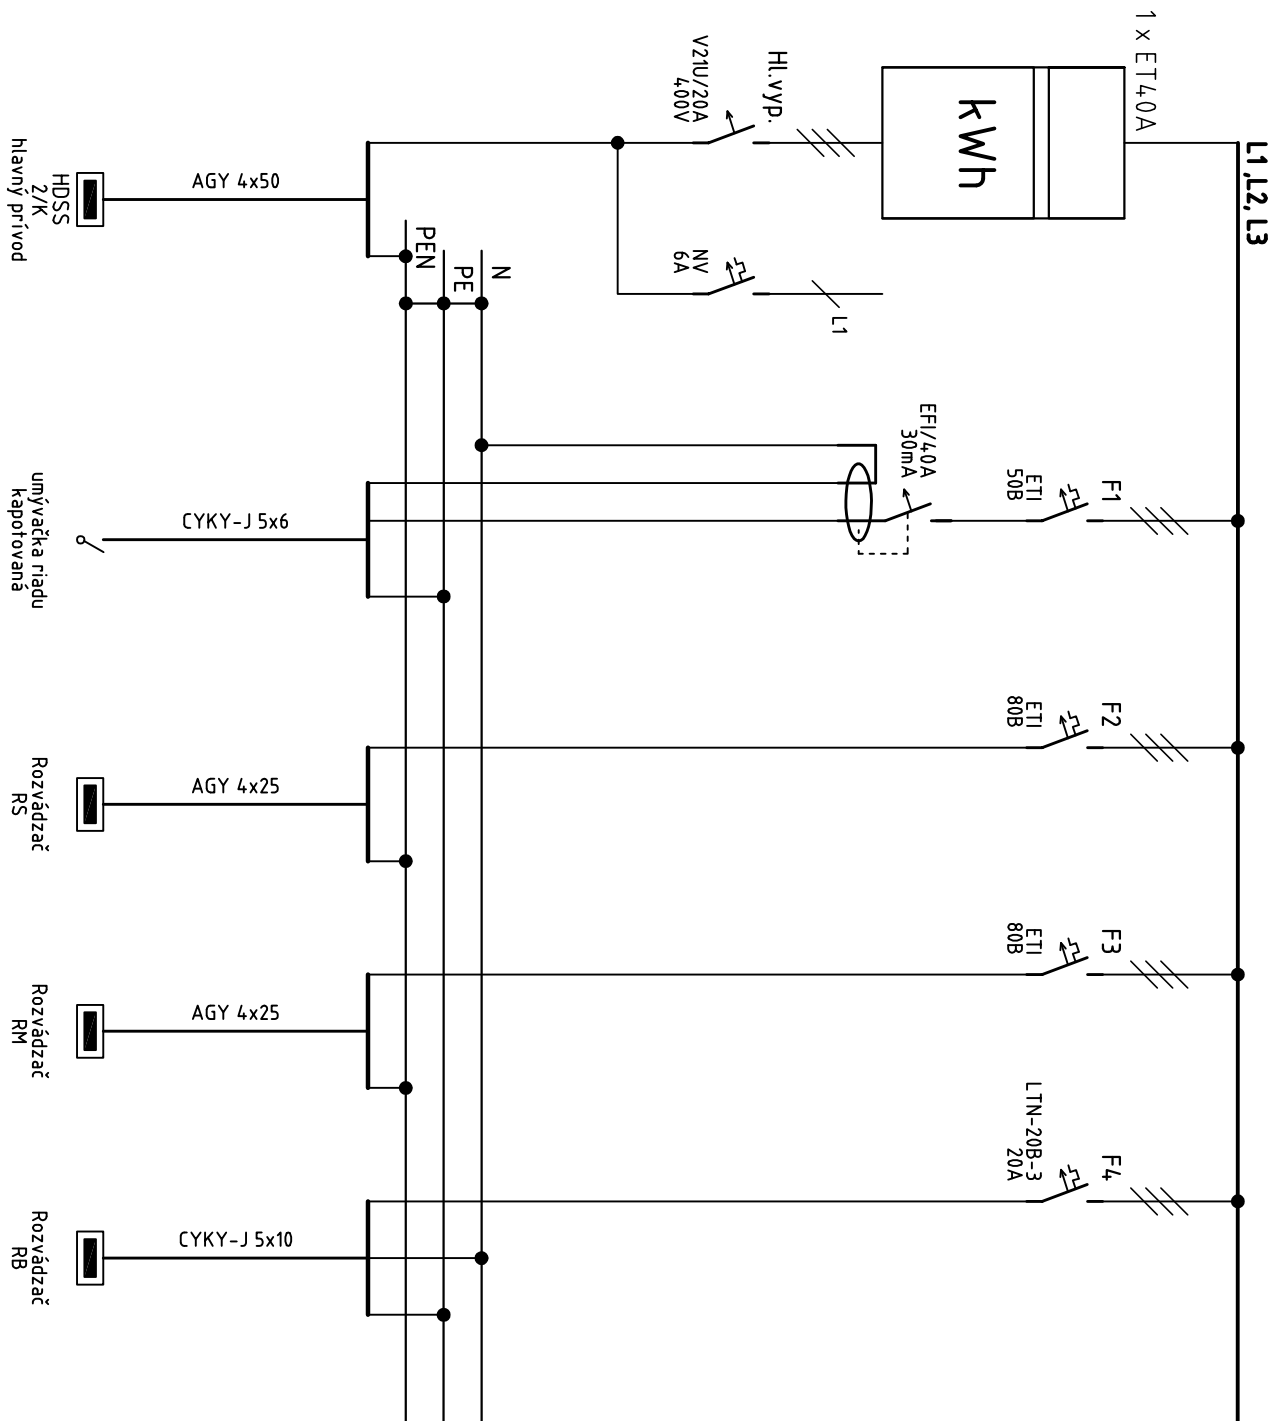 L1 ,L2, L3
1 x ET40A
kWh
Hl.vyp.
V21U/20A
400V
NV
6A
L1
N
PE
PEN
AGY 4x50
HDSS
2/K
hlavný prívod
F1
ETI
50B
EFI/40A
30mA
CYKY-J 5x6
umývačka riadu
kapotovaná
F2
ETI
80B
AGY 4x25
Rozvádzač
RS
F3
ETI
80B
AGY 4x25
Rozvádzač
RM
F4
LTN-20B-3
20A
CYKY-J 5x10
Rozvádzač
RB